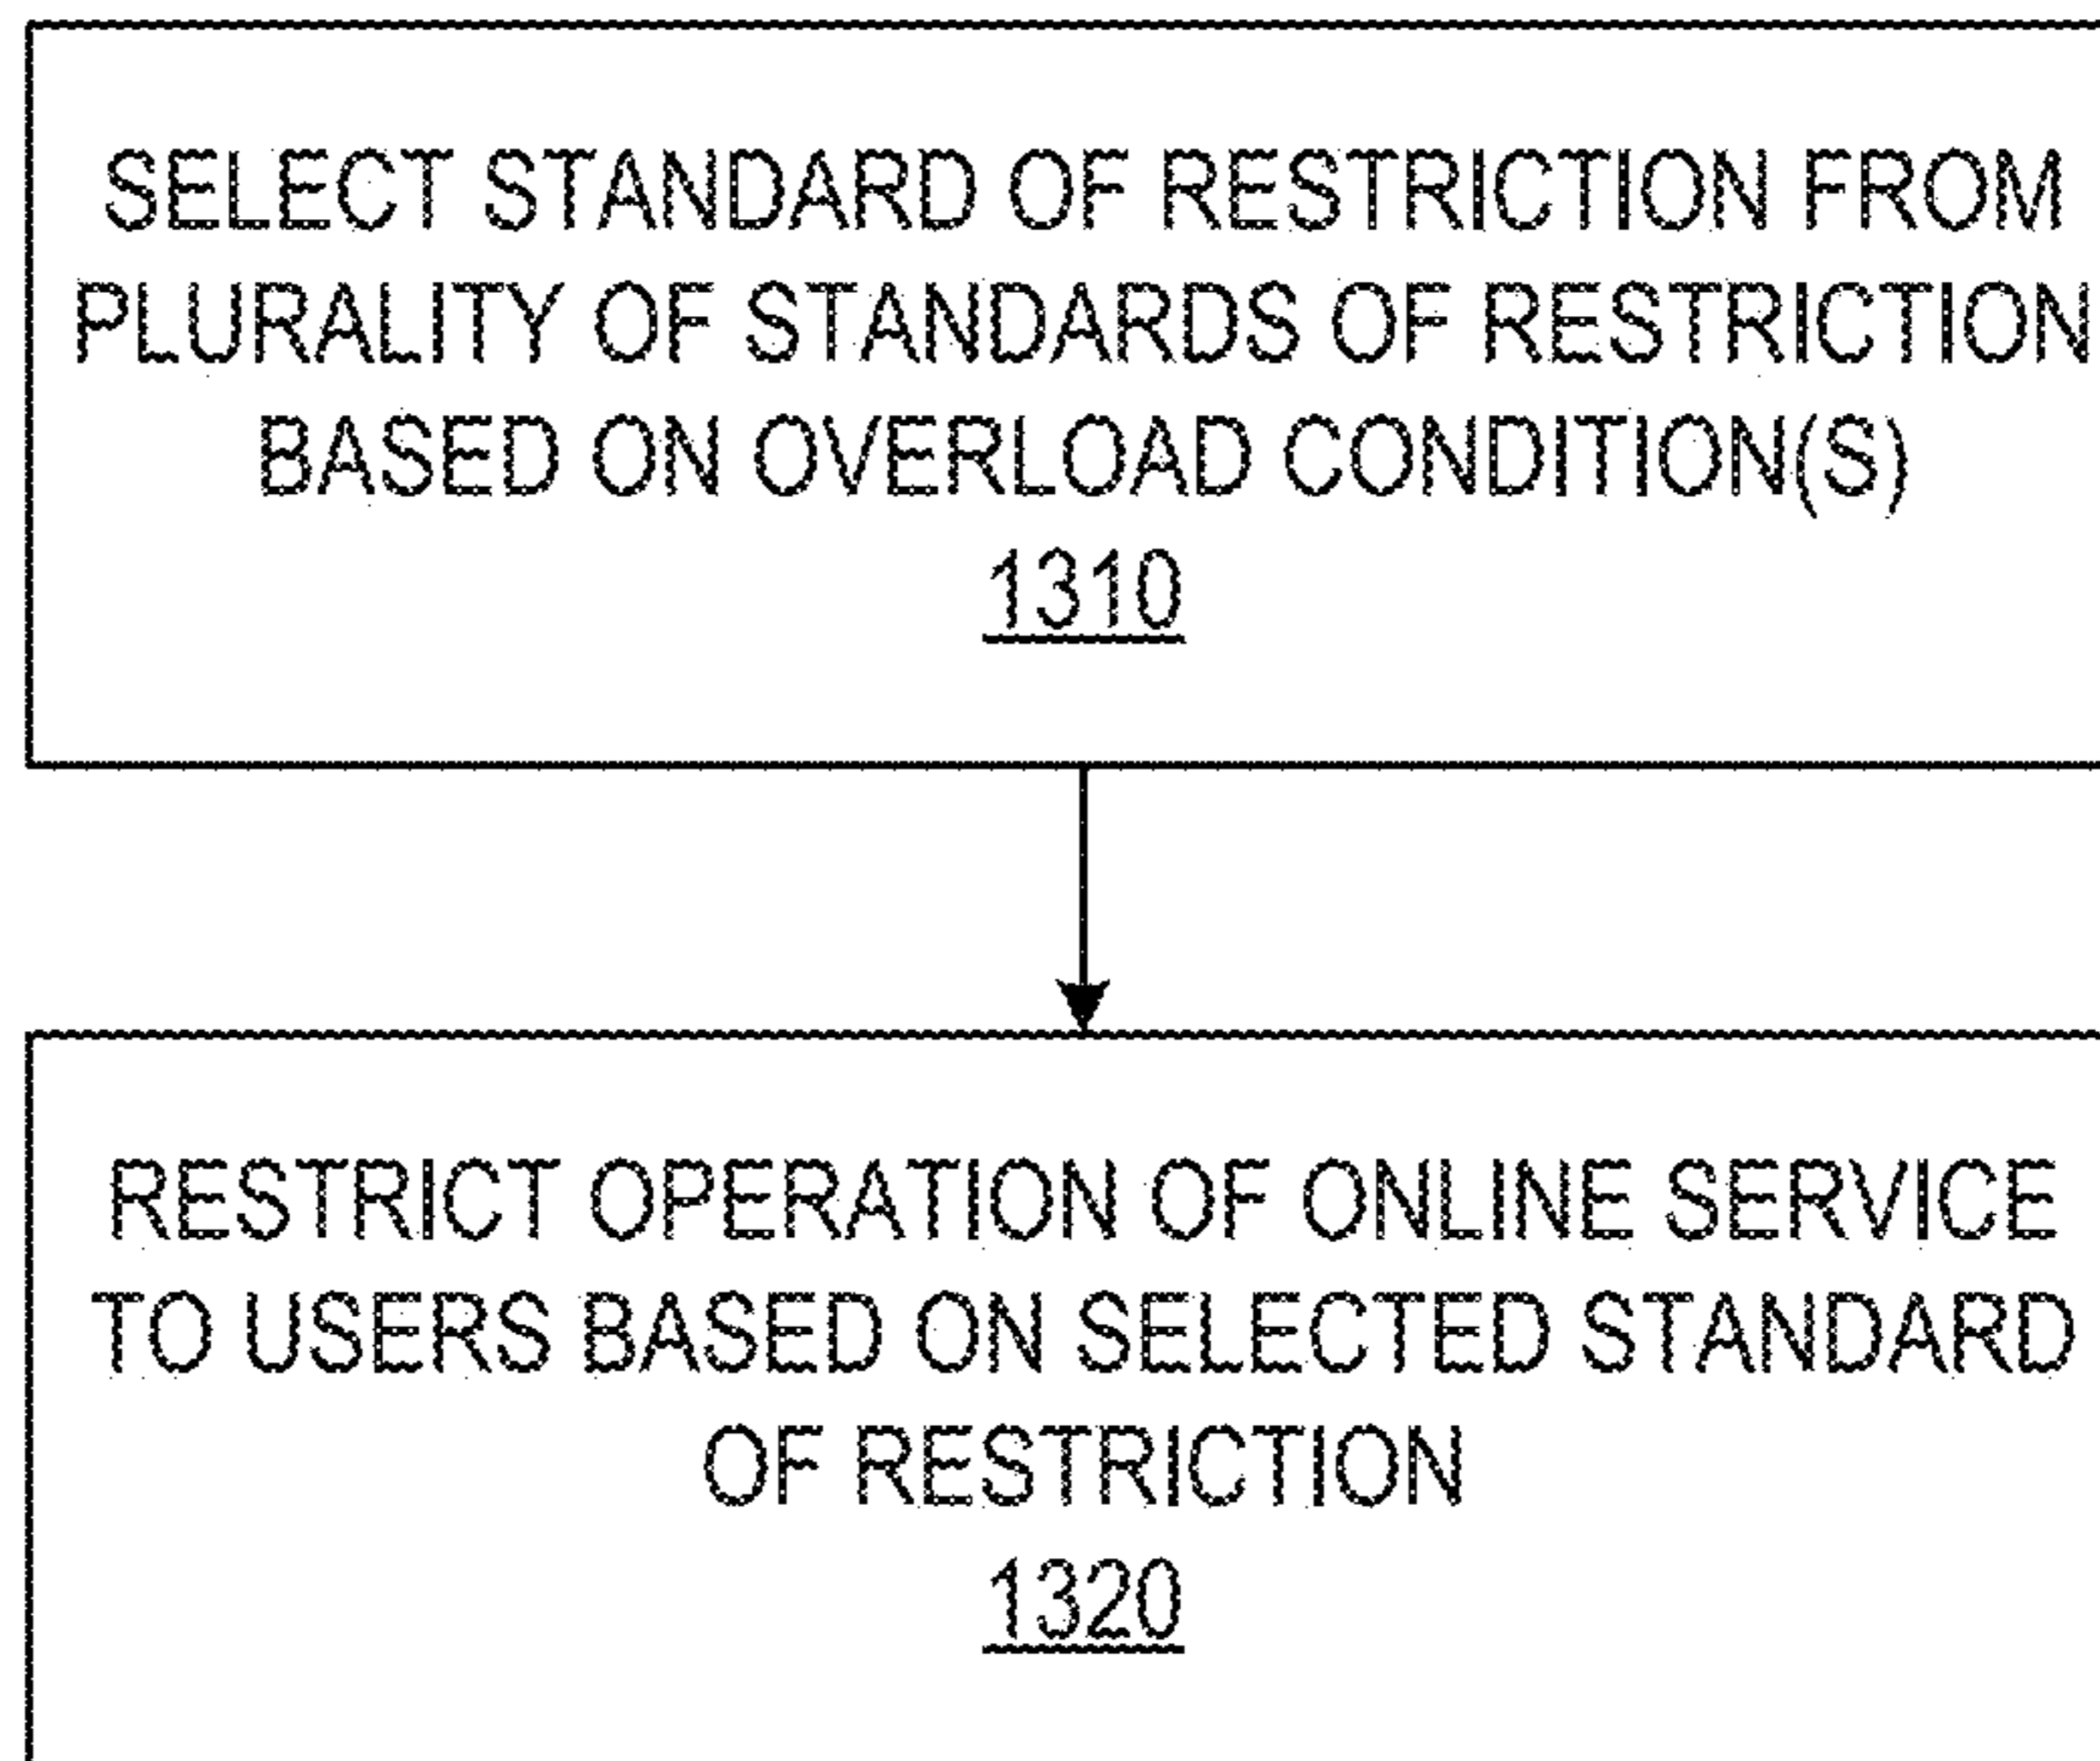 SELECT STANDARD OF RESTRICTION FROM
PLURALITY OF STANDARDS OF RESTRICTION
BASED ON OVERLOAD CONDITION(S)
1310
RESTRICT OPERATION OF ONLINE SERVICE
TO USERS BASED ON SELECTED STANDARD
OF RESTRICTION
1320